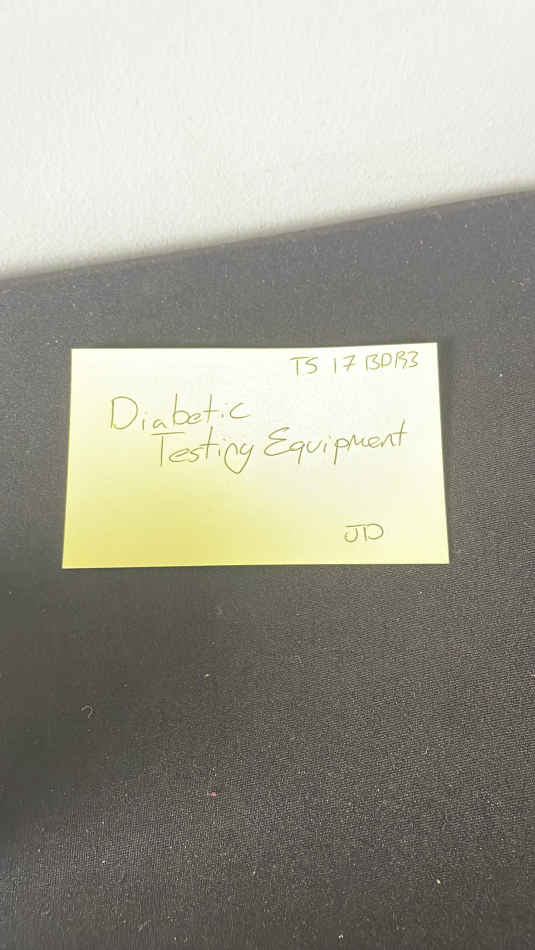 TS 17 BDB3
Diabetic
Testing Equipment
JD